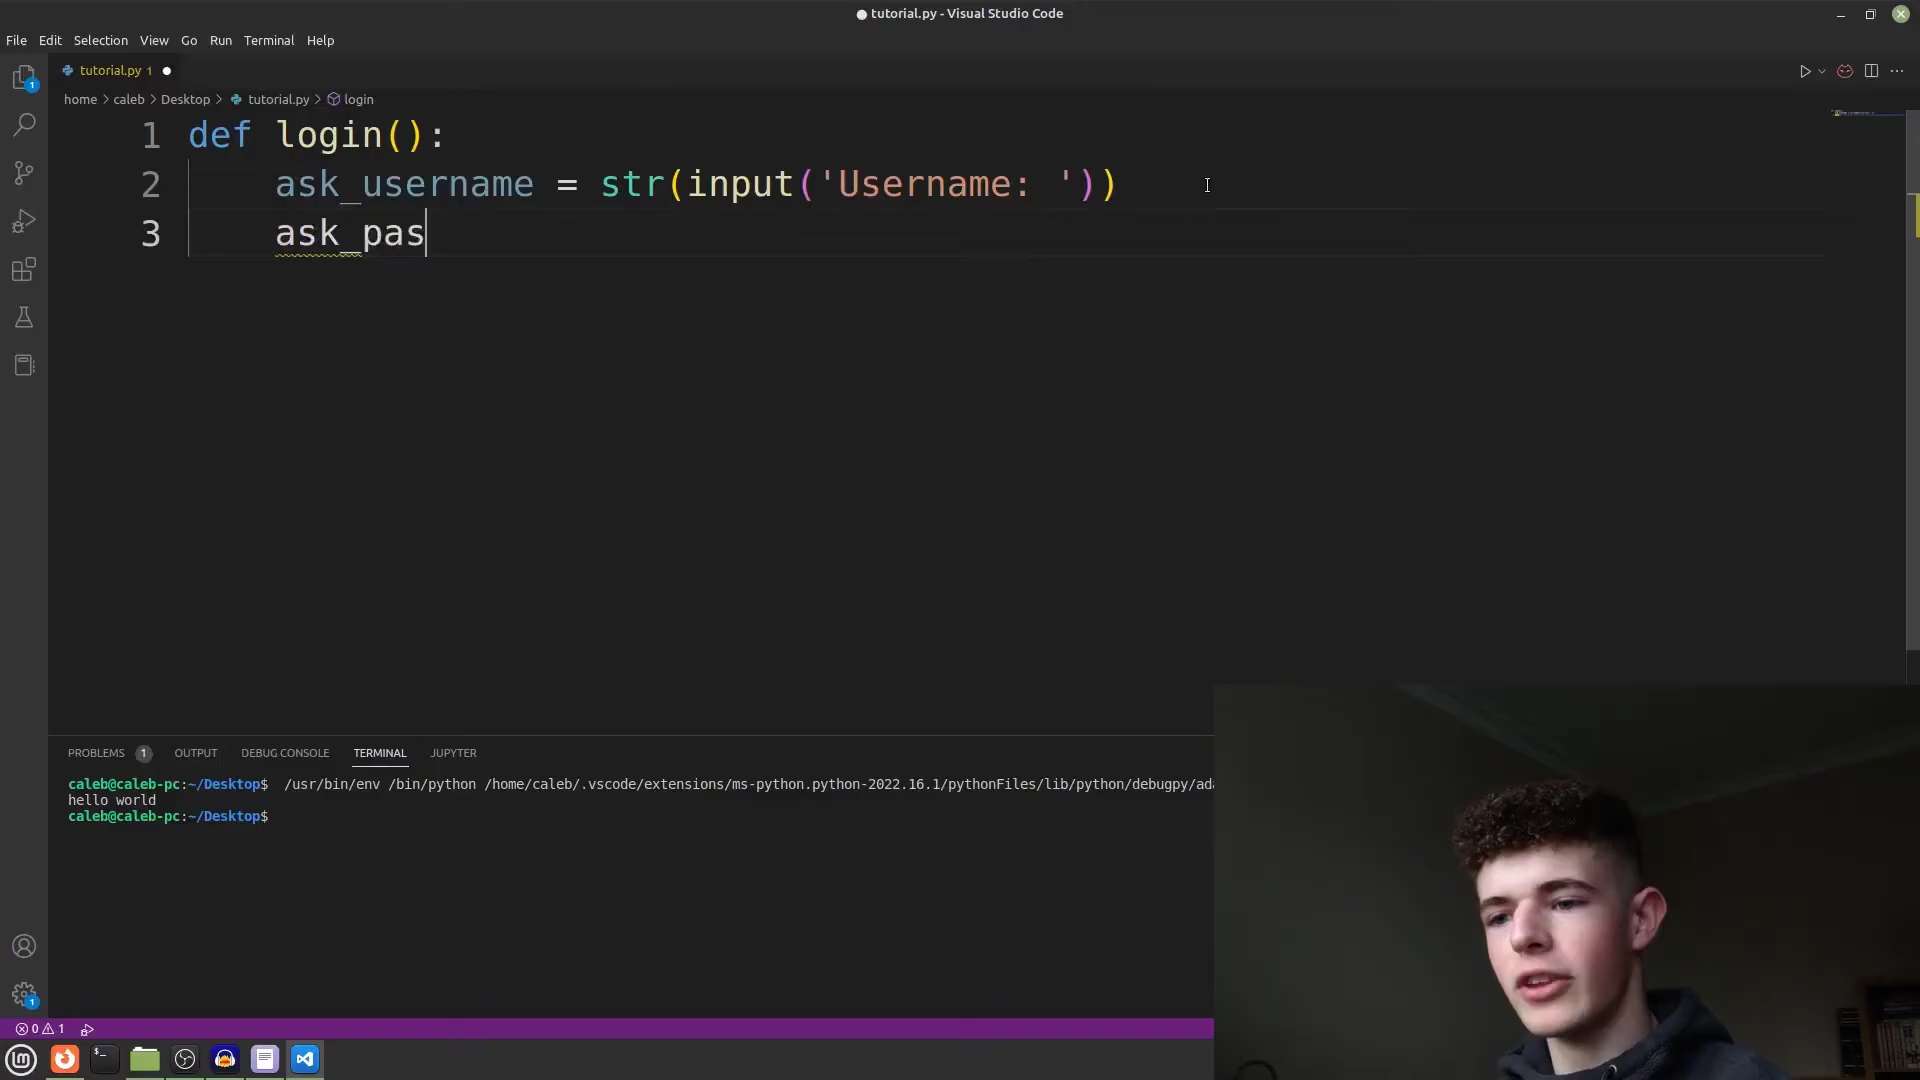 tutorial.py - Visual Studio Code
File Edit Selection View Go Run Terminal Help
tutorial.py 1
home > caleb > Desktop > tutorial.py > login
1 def login():
2 ask_username = str(input('Username: '))
3 ask_pas
PROBLEMS 1 OUTPUT DEBUG CONSOLE TERMINAL JUPYTER
caleb@caleb-pc:~/Desktop$ /usr/bin/env /bin/python /home/caleb/.vscode/extensions/ms-python.python-2022.16.1/pythonFiles/lib/python/debugpy/ad
hello world
caleb@caleb-pc:~/Desktop$
0 1